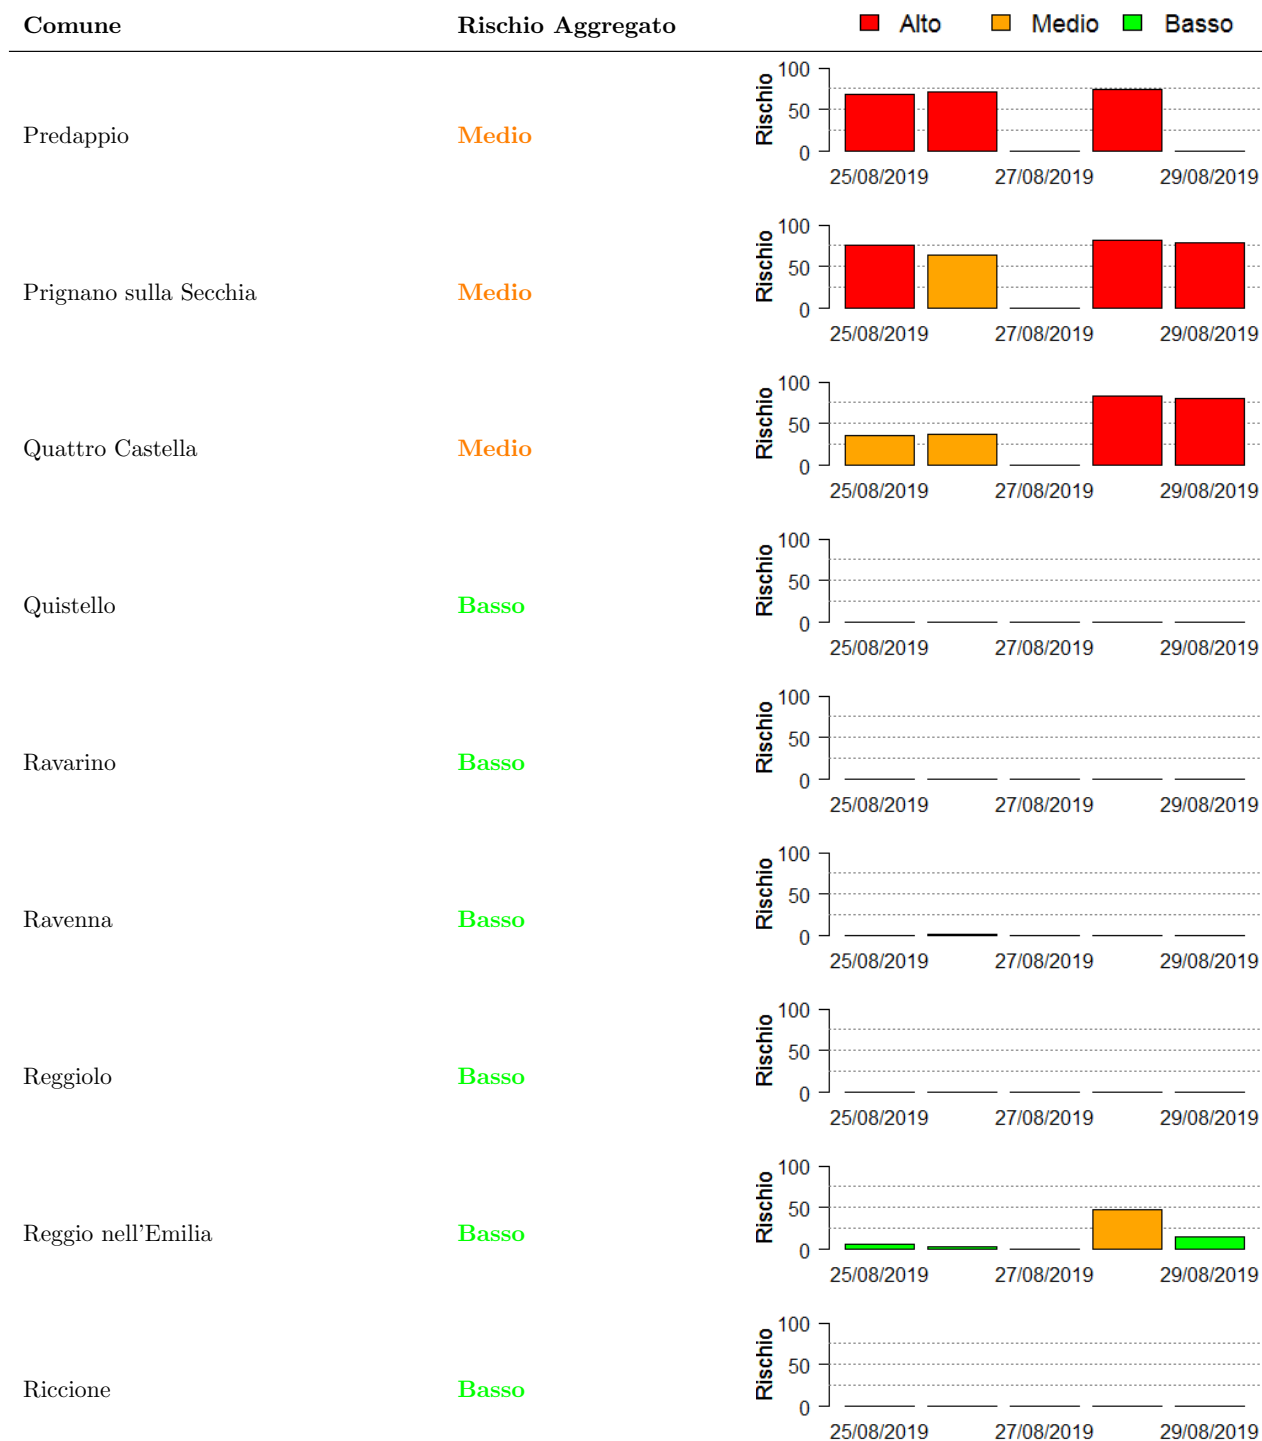 Comune Rischio Aggregato Alto Medio Basso
100
50
0
Rischio
Predappio Medio
25/08/2019 27/08/2019 29/08/2019
100
50
0
Rischio
Prignano sulla Secchia Medio
25/08/2019 27/08/2019 29/08/2019
100
50
0
Rischio
Quattro Castella Medio
25/08/2019 27/08/2019 29/08/2019
100
50
0
Rischio
Quistello Basso
25/08/2019 27/08/2019 29/08/2019
100
50
0
Rischio
Ravarino Basso
25/08/2019 27/08/2019 29/08/2019
100
50
0
Rischio
Ravenna Basso
25/08/2019 27/08/2019 29/08/2019
100
50
0
Rischio
Reggiolo Basso
25/08/2019 27/08/2019 29/08/2019
100
50
0
Rischio
Reggio nell'Emilia Basso
25/08/2019 27/08/2019 29/08/2019
100
50
0
Rischio
Riccione Basso
25/08/2019 27/08/2019 29/08/2019